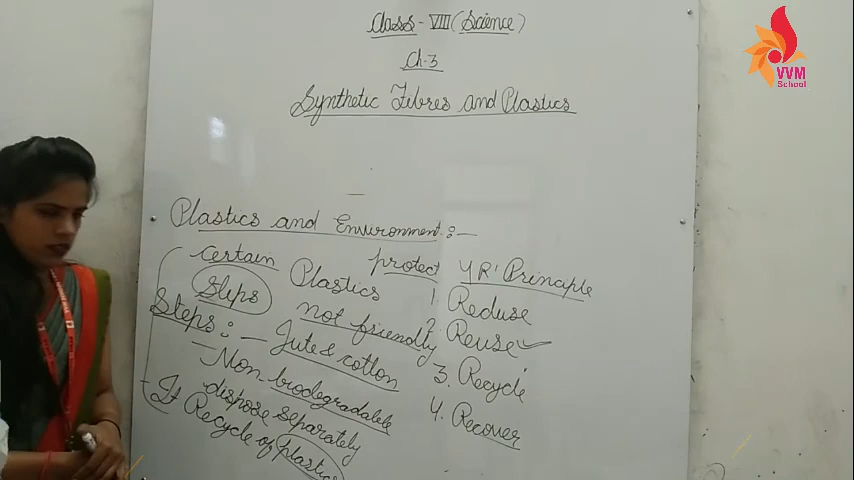 Class - VIII (Science)
Ch-3
Synthetic Fibres and Plastics
Plastics and Environment :-
certain
Steps
Plastics
not friendly
protect
Steps: - Jute & cotton
- Non-biodegradable
dispose separately
It Recycle of plastics
4R' Principle
1. Reduse
2. Reuse
3. Recycle
4. Recover
VVM
School